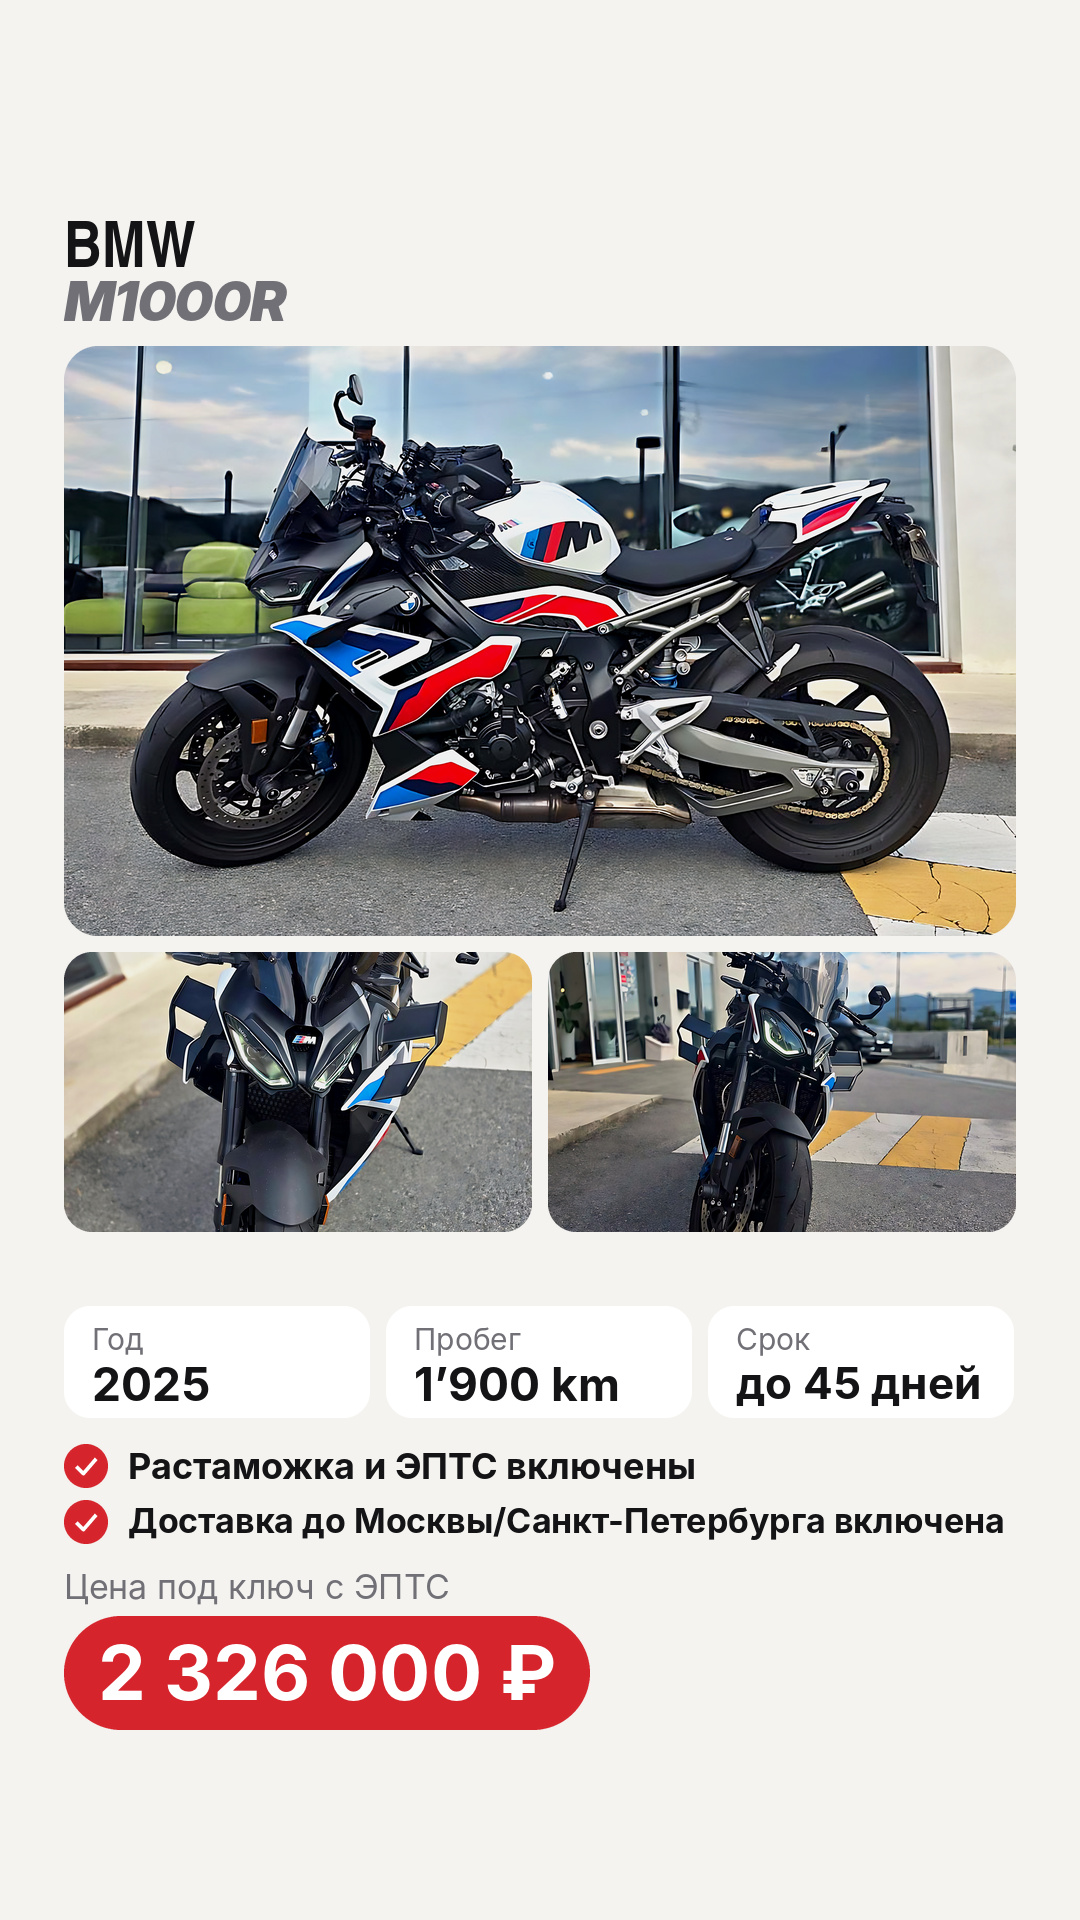 BMW
M1000R
M
M
M
Год
2025
Пробег
1’900 km
Срок
до 45 дней
Растаможка и ЭПТС включены
Доставка до Москвы/Санкт-Петербурга включена
Цена под ключ с ЭПТС
2 326 000 ₽